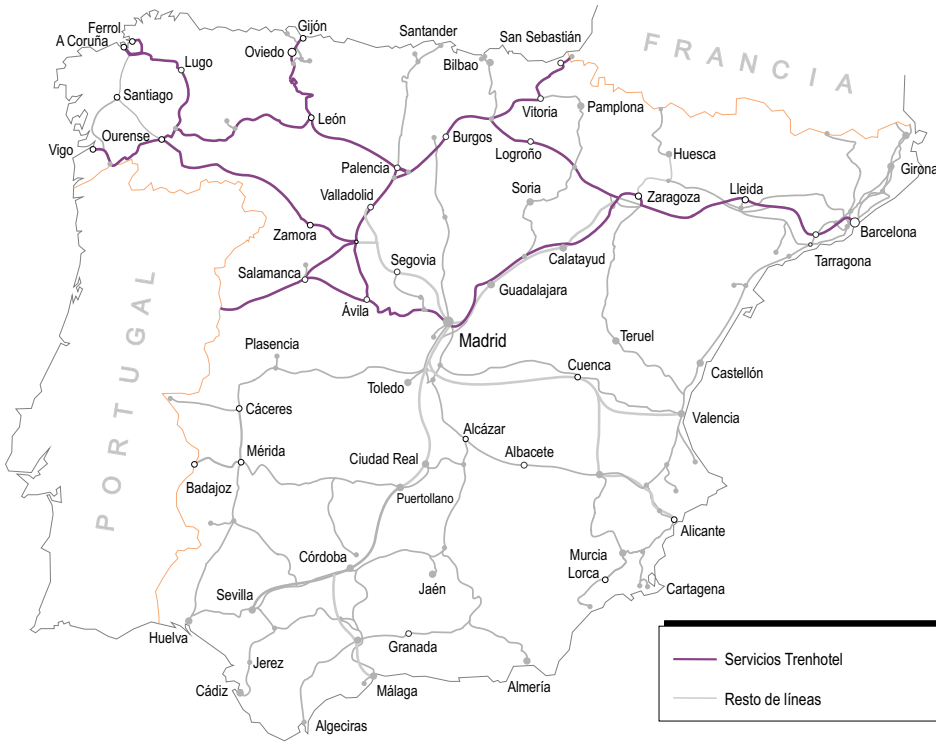 Ferrol
Gijón
A Coruña
Oviedo
Santander
San Sebastián
Bilbao
FRANCIA
Lugo
Santiago
León
Vitoria
Pamplona
Ourense
Vigo
Burgos
Logroño
Huesca
Girona
Palencia
Valladolid
Soria
Zaragoza
Lleida
Barcelona
Zamora
Segovia
Calatayud
Tarragona
Salamanca
Guadalajara
Ávila
PORTUGAL
Madrid
Teruel
Plasencia
Toledo
Cuenca
Castellón
Cáceres
Valencia
Alcázar
Mérida
Ciudad Real
Albacete
Badajoz
Puertollano
Alicante
Córdoba
Murcia
Lorca
Jaén
Cartagena
Sevilla
Huelva
Granada
Jerez
Servicios Trenhotel
Cádiz
Málaga
Almería
Resto de líneas
Algeciras